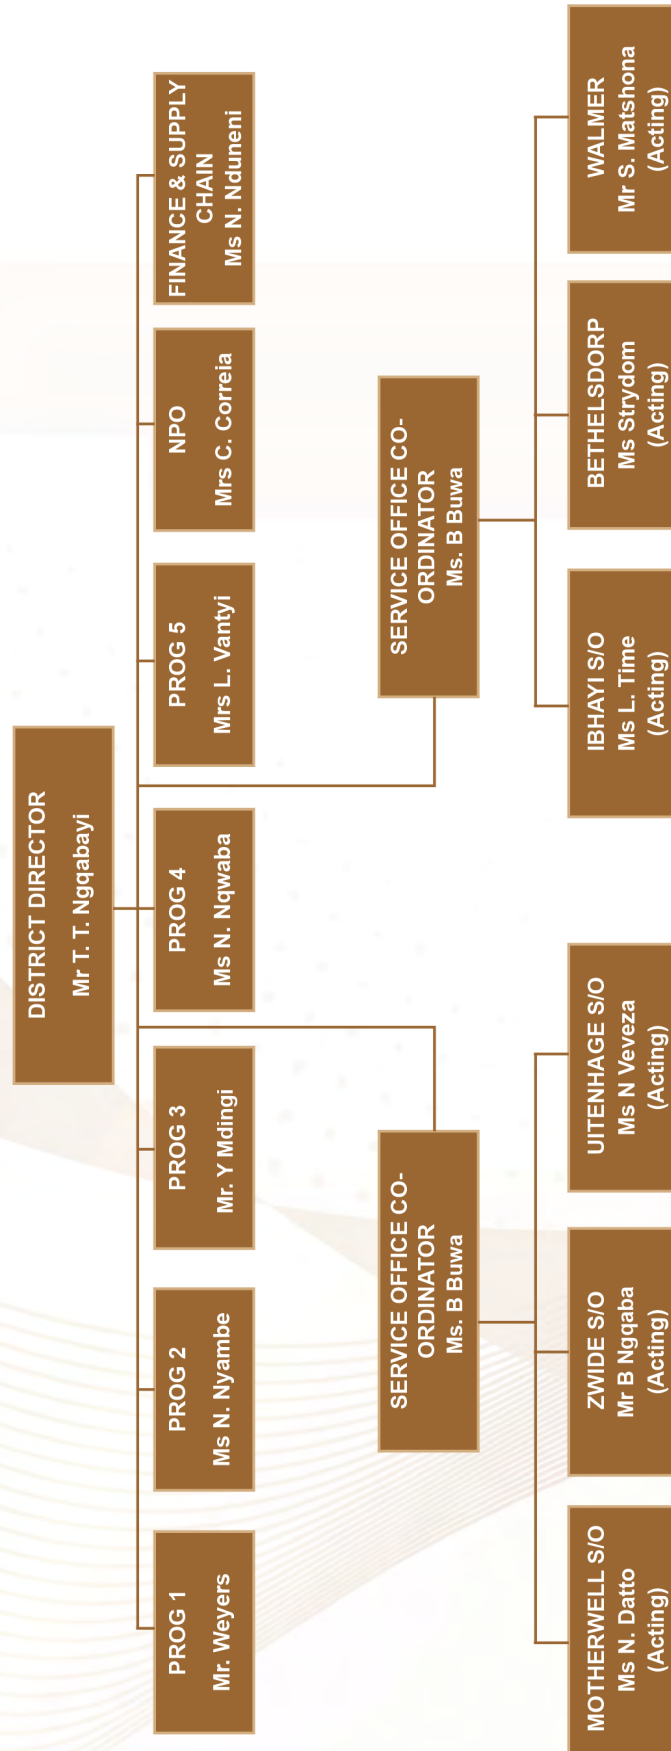 DISTRICT DIRECTOR
Mr T. T. Ngqabayi
PROG 1
Mr. Weyers
PROG 2
Ms N. Nyambe
PROG 3
Mr. Y Mdingi
PROG 4
Ms N. Nqwaba
PROG 5
Mrs L. Vantyi
NPO
Mrs C. Correia
FINANCE & SUPPLY
CHAIN
Ms N. Nduneni
SERVICE OFFICE CO-
ORDINATOR
Ms. B Buwa
SERVICE OFFICE CO-
ORDINATOR
Ms. B Buwa
MOTHERWELL S/O
Ms N. Datto
(Acting)
ZWIDE S/O
Mr B Ngqaba
(Acting)
UITENHAGE S/O
Ms N Veveza
(Acting)
IBHAYI S/O
Ms L. Time
(Acting)
BETHELSDORP
Ms Strydom
(Acting)
WALMER
Mr S. Matshona
(Acting)